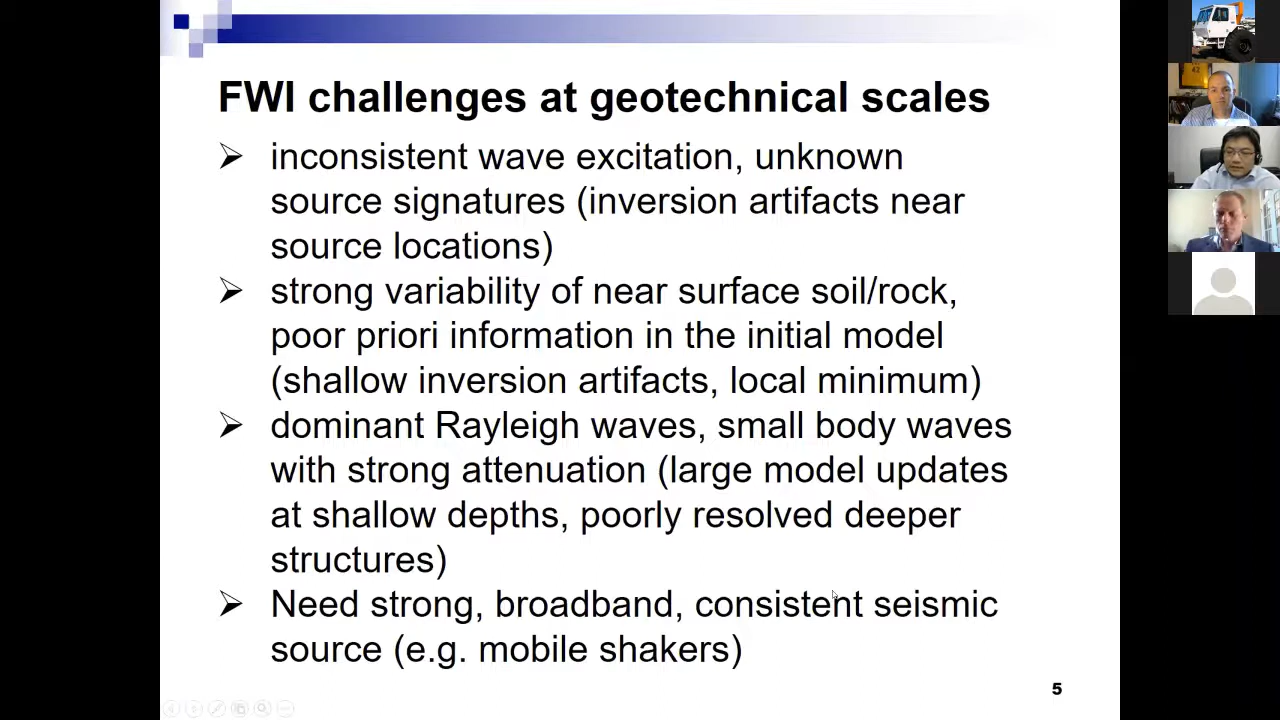 FWI challenges at geotechnical scales
➢ inconsistent wave excitation, unknown
source signatures (inversion artifacts near
source locations)
➢ strong variability of near surface soil/rock,
poor priori information in the initial model
(shallow inversion artifacts, local minimum)
➢ dominant Rayleigh waves, small body waves
with strong attenuation (large model updates
at shallow depths, poorly resolved deeper
structures)
➢ Need strong, broadband, consistent seismic
source (e.g. mobile shakers)
5